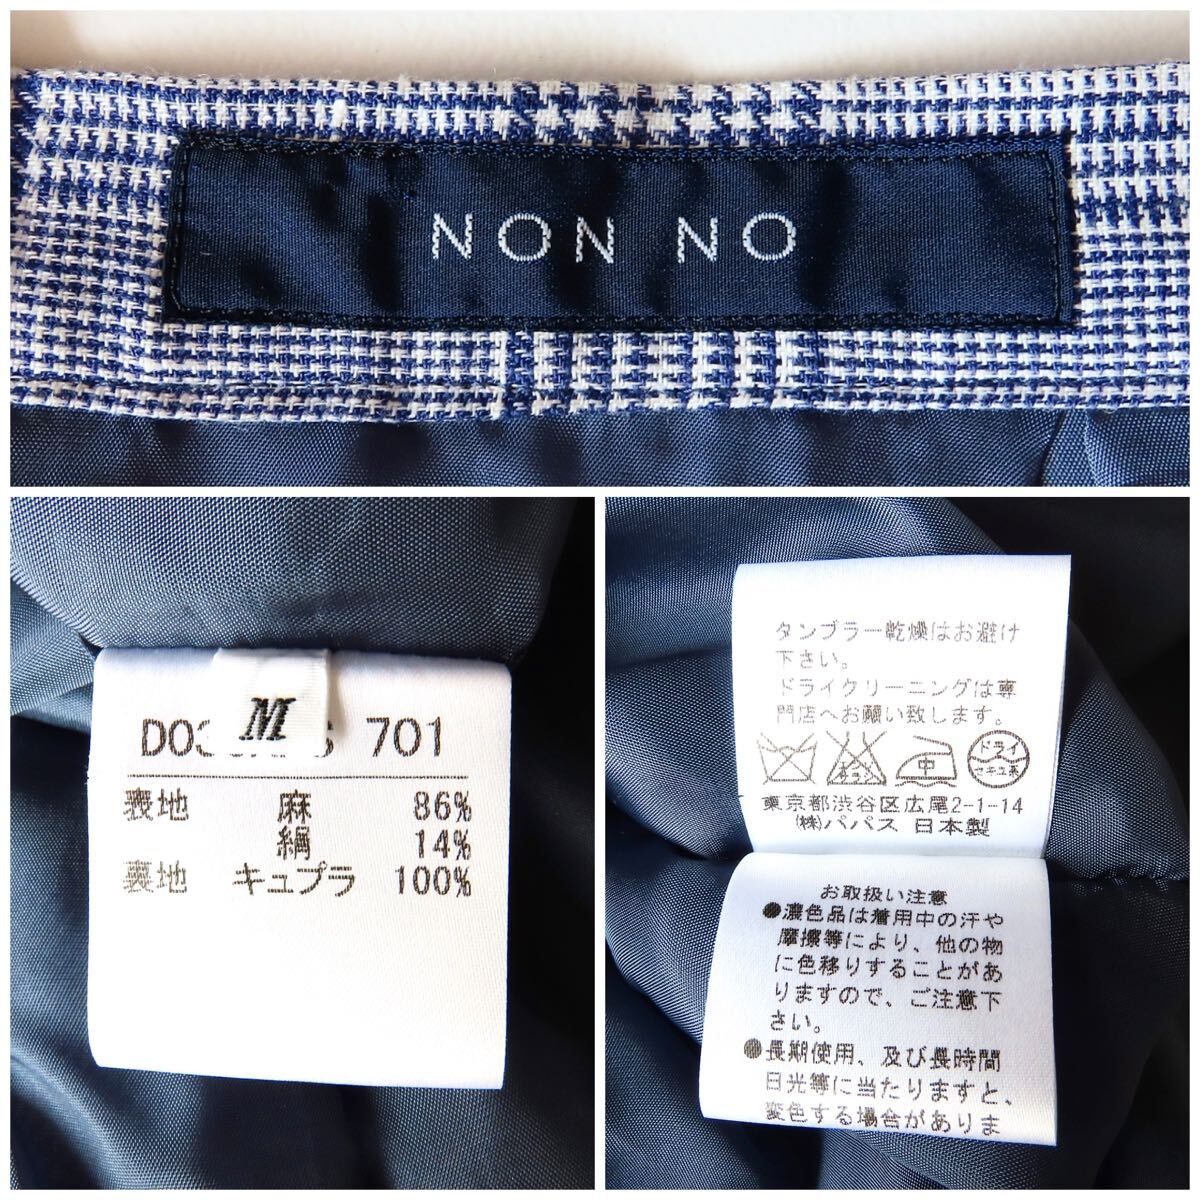 NON NO
M
701
表地 麻 86%
絹 14%
裏地 キュプラ 100%
タンブラー乾燥はお避け
下さい。
ドライクリーニングは専
門店へお願い致します。
中
ドライ
セキユ系
東京都渋谷区広尾2-1-14
(株)パパス 日本製
お取扱い注意
●濃色品は着用中の汗や
摩擦等により、他の物
に色移りすることがあ
りますので、ご注意下
さい。
●長期使用、及び長時間
日光等に当たりますと、
変色する場合がありま